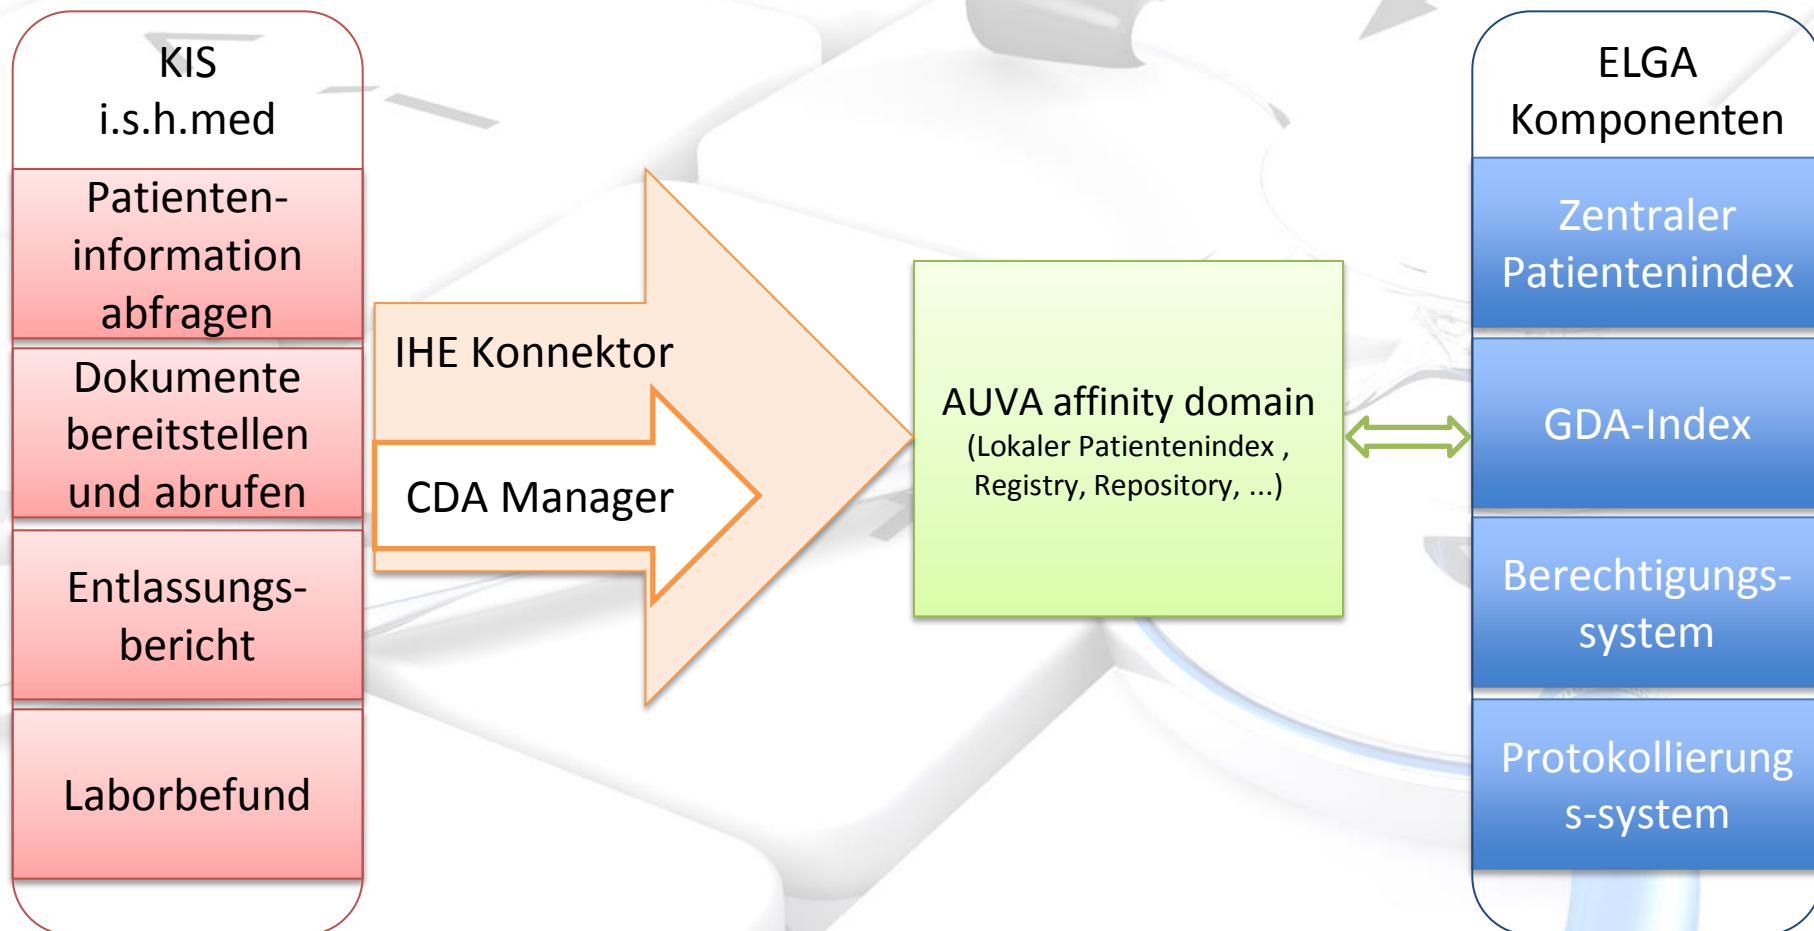 KIS
i.s.h.med
Patienten-
information
abfragen
Dokumente
bereitstellen
und abrufen
Entlassungs-
bericht
Laborbefund
IHE Konnektor
CDA Manager
AUVA affinity domain
(Lokaler Patientenindex ,
Registry, Repository, ...)
ELGA
Komponenten
Zentraler
Patientenindex
GDA-Index
Berechtigungs-
system
Protokollierung
s-system